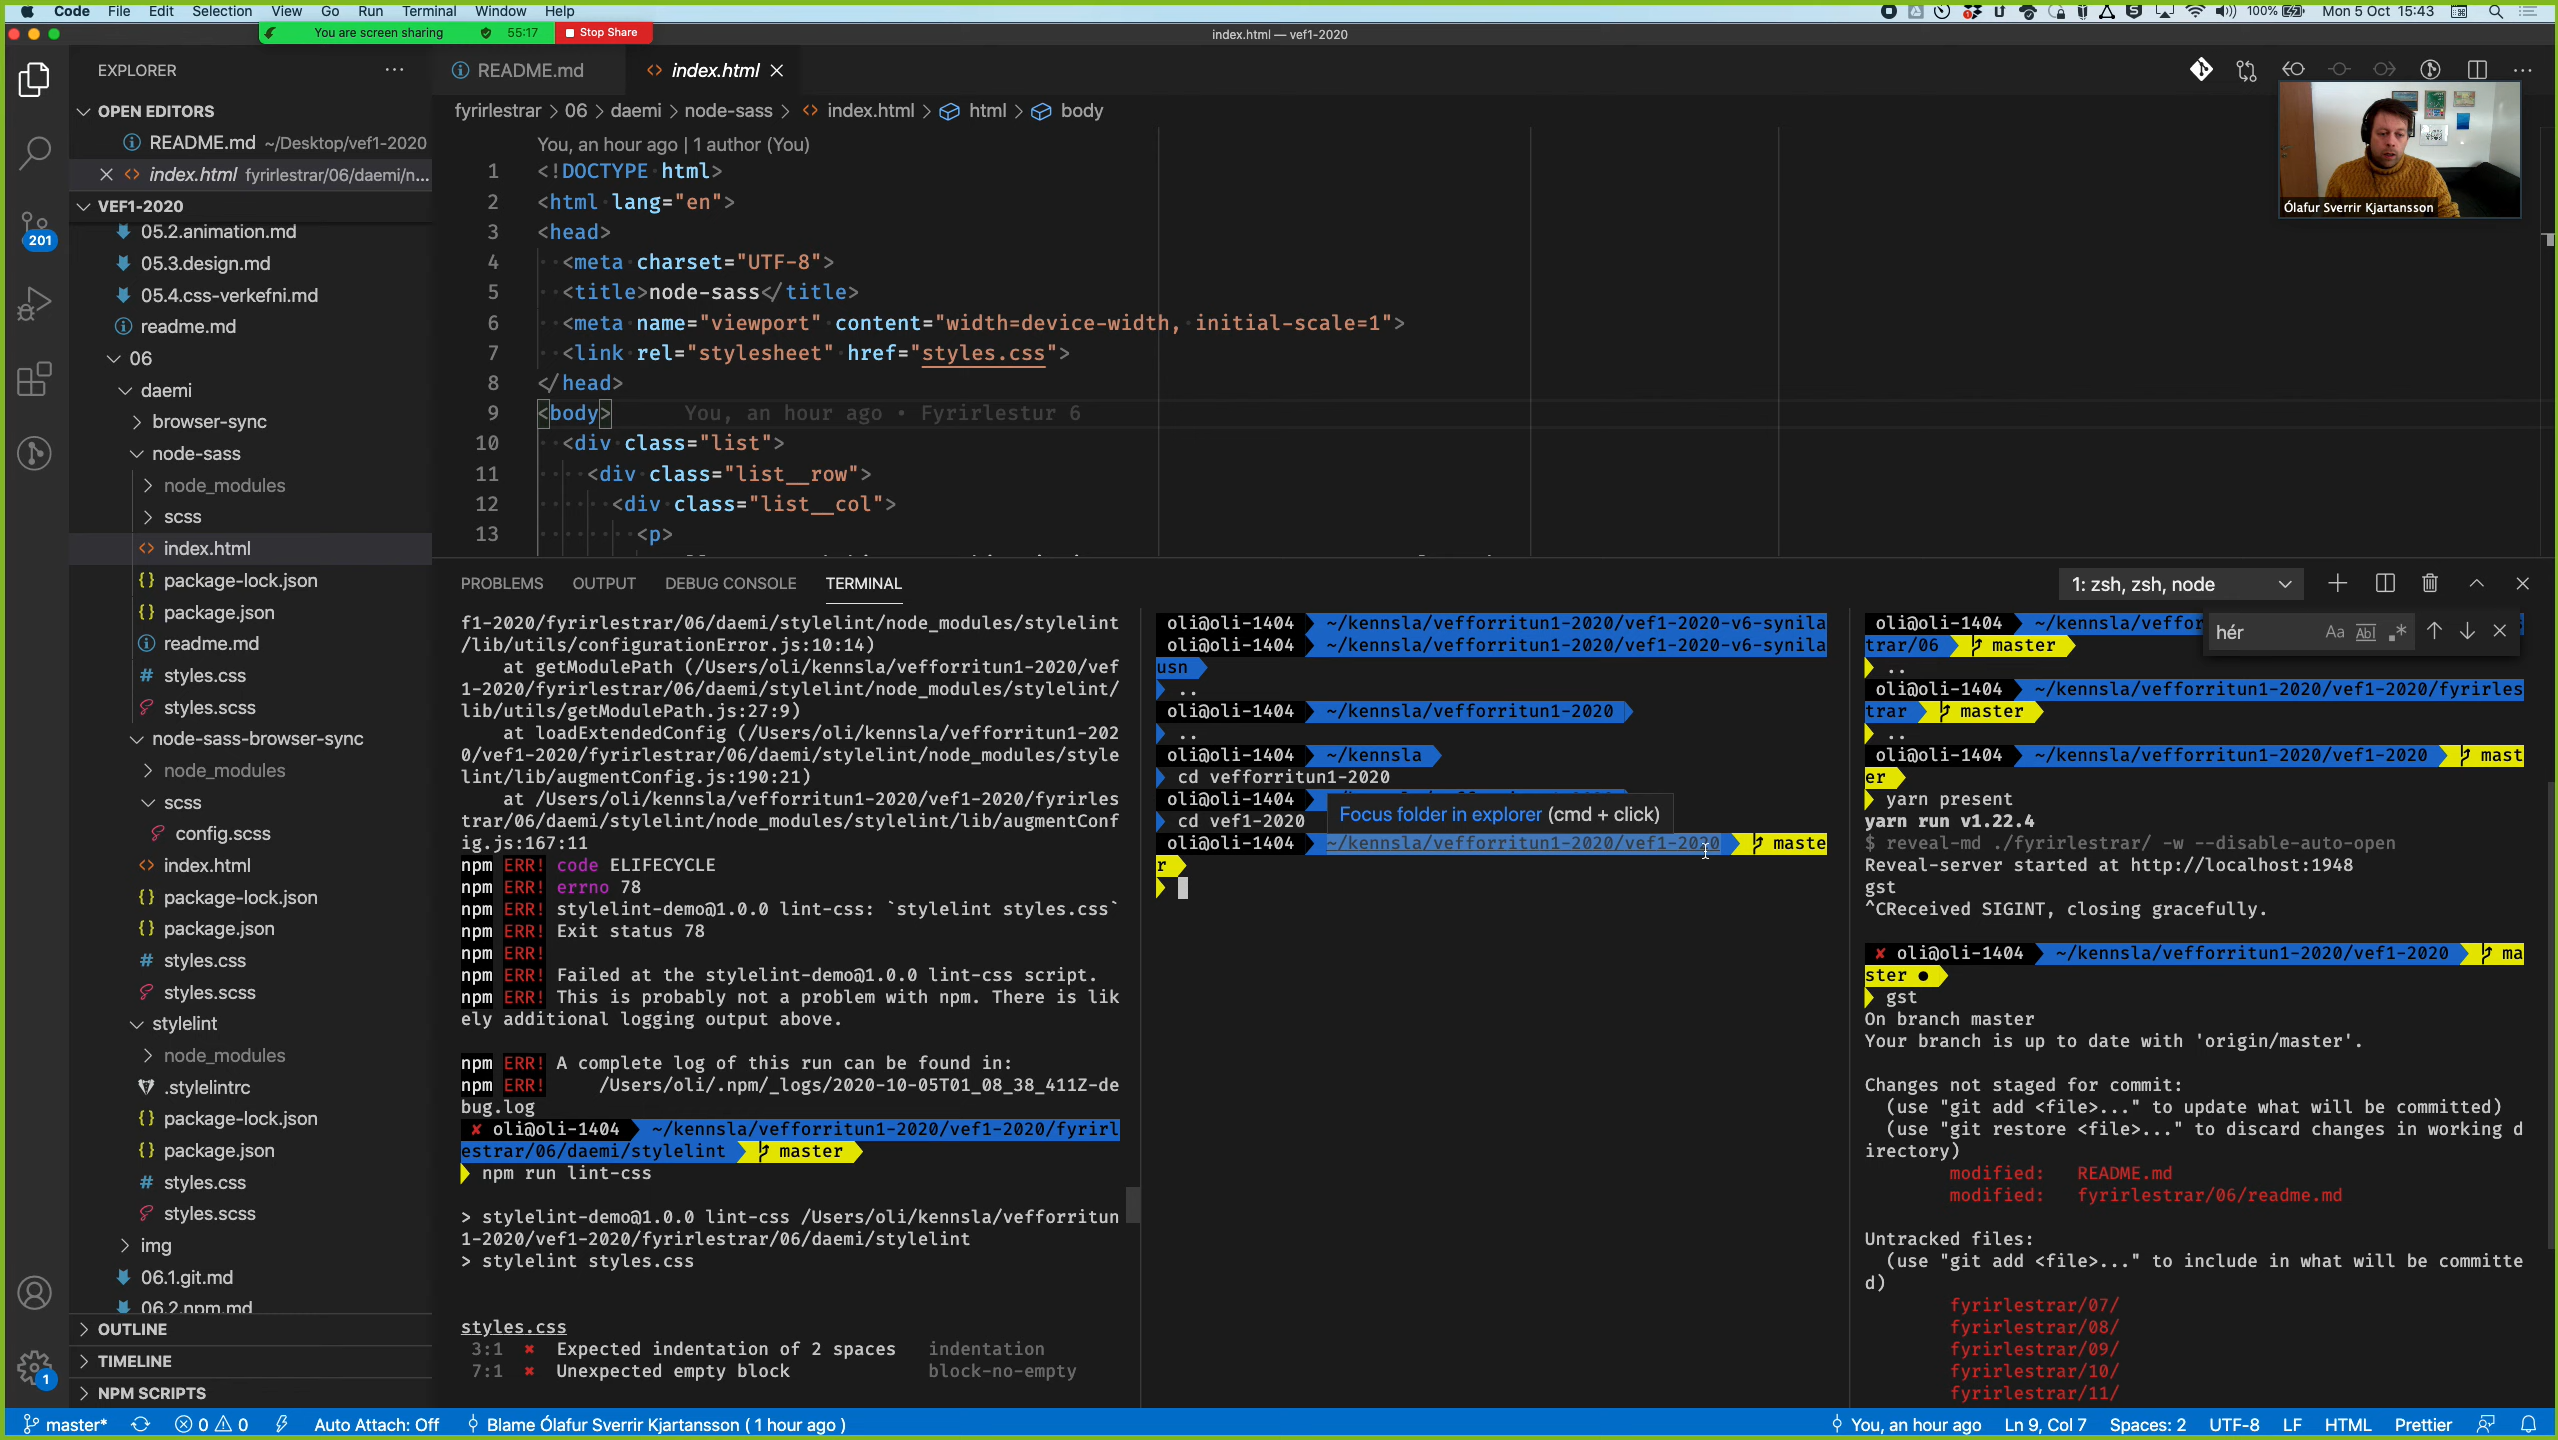 Code File Edit Selection View Go Run Terminal Window Help
100% Mon 5 Oct 15:43
You are screen sharing 55:17 Stop Share
index.html — vef1-2020
EXPLORER
OPEN EDITORS
README.md ~/Desktop/vef1-2020
index.html fyrirlestrar/06/daemi/n...
VEF1-2020
05.2.animation.md
05.3.design.md
05.4.css-verkefni.md
readme.md
06
daemi
browser-sync
node-sass
node_modules
scss
index.html
package-lock.json
package.json
readme.md
styles.css
styles.scss
node-sass-browser-sync
node_modules
scss
config.scss
index.html
package-lock.json
package.json
styles.css
styles.scss
stylelint
node_modules
.stylelintrc
package-lock.json
package.json
styles.css
styles.scss
img
06.1.git.md
06.2.npm.md
OUTLINE
TIMELINE
NPM SCRIPTS
201
1
README.md
index.html
fyrirlestrar > 06 > daemi > node-sass > index.html > html > body
You, an hour ago | 1 author (You)
1 <!DOCTYPE html>
2 <html lang="en">
3 <head>
4 <meta charset="UTF-8">
5 <title>node-sass</title>
6 <meta name="viewport" content="width=device-width, initial-scale=1">
7 <link rel="stylesheet" href="styles.css">
8 </head>
9 <body> You, an hour ago • Fyrirlestur 6
10 <div class="list">
11 <div class="list__row">
12 <div class="list__col">
13 <p>
Ólafur Sverrir Kjartansson
PROBLEMS OUTPUT DEBUG CONSOLE TERMINAL
1: zsh, zsh, node
f1-2020/fyrirlestrar/06/daemi/stylelint/node_modules/stylelint
/lib/utils/configurationError.js:10:14)
at getModulePath (/Users/oli/kennsla/vefforritun1-2020/vef
1-2020/fyrirlestrar/06/daemi/stylelint/node_modules/stylelint/
lib/utils/getModulePath.js:27:9)
at loadExtendedConfig (/Users/oli/kennsla/vefforritun1-202
0/vef1-2020/fyrirlestrar/06/daemi/stylelint/node_modules/style
lint/lib/augmentConfig.js:190:21)
at /Users/oli/kennsla/vefforritun1-2020/vef1-2020/fyrirles
trar/06/daemi/stylelint/node_modules/stylelint/lib/augmentConf
ig.js:167:11
npm ERR! code ELIFECYCLE
npm ERR! errno 78
npm ERR! stylelint-demo@1.0.0 lint-css: `stylelint styles.css`
npm ERR! Exit status 78
npm ERR!
npm ERR! Failed at the stylelint-demo@1.0.0 lint-css script.
npm ERR! This is probably not a problem with npm. There is lik
ely additional logging output above.
npm ERR! A complete log of this run can be found in:
npm ERR! /Users/oli/.npm/_logs/2020-10-05T01_08_38_411Z-de
bug.log
✘ oli@oli-1404 ~/kennsla/vefforritun1-2020/vef1-2020/fyrirl
estrar/06/daemi/stylelint master
npm run lint-css
> stylelint-demo@1.0.0 lint-css /Users/oli/kennsla/vefforritun
1-2020/vef1-2020/fyrirlestrar/06/daemi/stylelint
> stylelint styles.css
styles.css
3:1 ✖ Expected indentation of 2 spaces indentation
7:1 ✖ Unexpected empty block block-no-empty
oli@oli-1404 ~/kennsla/vefforritun1-2020/vef1-2020-v6-synila
oli@oli-1404 ~/kennsla/vefforritun1-2020/vef1-2020-v6-synila
usn
..
oli@oli-1404 ~/kennsla/vefforritun1-2020
..
oli@oli-1404 ~/kennsla
cd vefforritun1-2020
oli@oli-1404
Focus folder in explorer (cmd + click)
cd vef1-2020
oli@oli-1404 ~/kennsla/vefforritun1-2020/vef1-2020 maste
r
oli@oli-1404 ~/kennsla/vefforritun1-2020/vef
hér
trar/06 master
..
oli@oli-1404 ~/kennsla/vefforritun1-2020/vef1-2020/fyrirles
trar master
..
oli@oli-1404 ~/kennsla/vefforritun1-2020/vef1-2020 mast
er
yarn present
yarn run v1.22.4
$ reveal-md ./fyrirlestrar/ -w --disable-auto-open
Reveal-server started at http://localhost:1948
gst
^CReceived SIGINT, closing gracefully.
✘ oli@oli-1404 ~/kennsla/vefforritun1-2020/vef1-2020 ma
ster ●
gst
On branch master
Your branch is up to date with 'origin/master'.
Changes not staged for commit:
(use "git add <file>..." to update what will be committed)
(use "git restore <file>..." to discard changes in working d
irectory)
modified: README.md
modified: fyrirlestrar/06/readme.md
Untracked files:
(use "git add <file>..." to include in what will be committe
d)
fyrirlestrar/07/
fyrirlestrar/08/
fyrirlestrar/09/
fyrirlestrar/10/
fyrirlestrar/11/
master* 0 0 Auto Attach: Off Blame Ólafur Sverrir Kjartansson ( 1 hour ago )
You, an hour ago Ln 9, Col 7 Spaces: 2 UTF-8 LF HTML Prettier